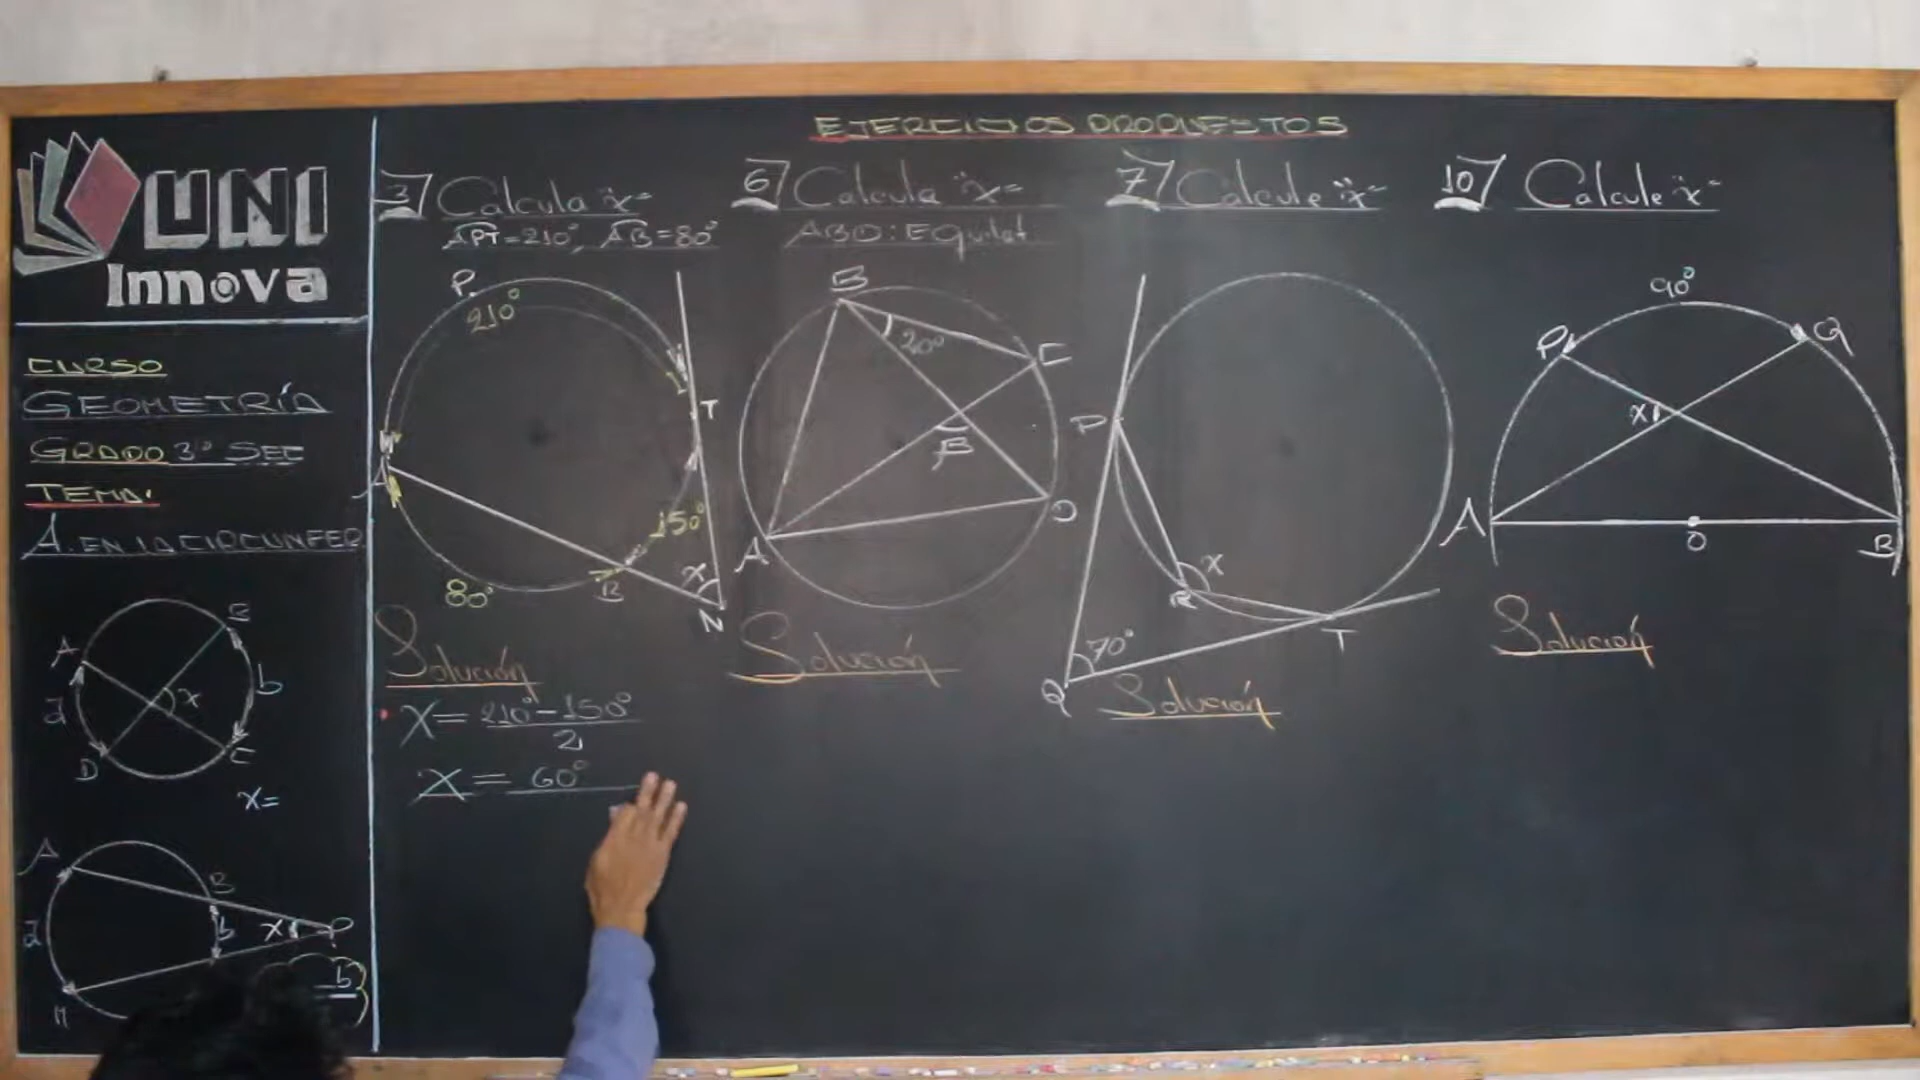 EJERCICIOS PROPUESTOS
UNI
Innova
CURSO
GEOMETRÍA
GRADO 3° SEC
TEMA:
A. EN LA CIRCUNFER
A
B
a
x
b
D
C
x=
A
B
a
b
x
P
M
b
3 Calcula "x"
APT=210°, AB=80°
P
210°
T
A
150°
80°
B
x
N
Solución
X = 210°-150°
2
X = 60°
6 Calcula "x"
ABD: Equilat.
B
20°
C
β
A
D
Solución
7 Calcule "x"
P
x
R
T
70°
Q
Solución
10 Calcule "x"
90°
P
Q
x
A
O
B
Solución